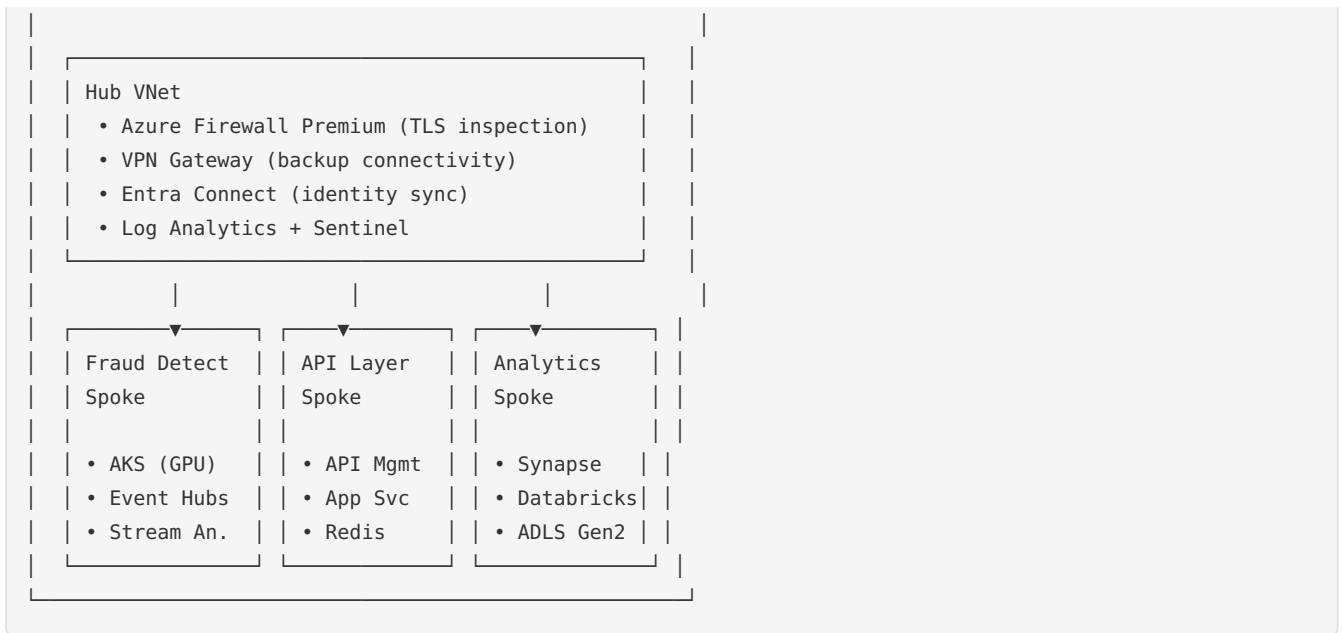 Hub VNet
• Azure Firewall Premium (TLS inspection)
• VPN Gateway (backup connectivity)
• Entra Connect (identity sync)
• Log Analytics + Sentinel
Fraud Detect API Layer Analytics
Spoke Spoke Spoke
• AKS (GPU) • API Mgmt • Synapse
• Event Hubs • App Svc • Databricks
• Stream An. • Redis • ADLS Gen2